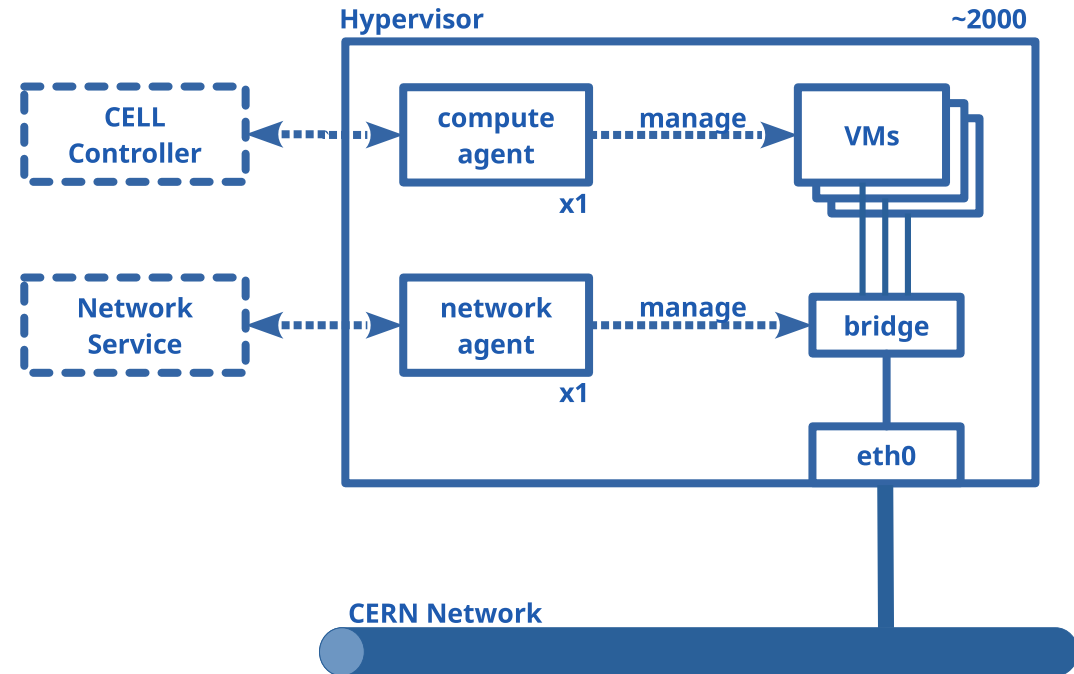 Hypervisor
~2000
CELL
Controller
compute
agent
manage
VMs
x1
Network
Service
network
agent
manage
bridge
x1
eth0
CERN Network